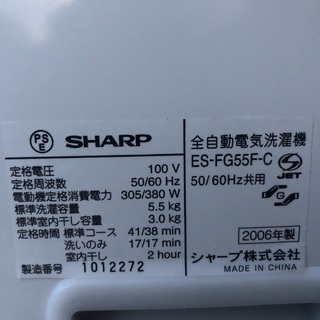 PS
E
SHARP
全自動電気洗濯機
ES-FG55F-C
50/60Hz共用
JET
定格電圧 100 V
定格周波数 50/60 Hz
電動機定格消費電力 305/380 W
標準洗濯容量 5.5 kg
標準室内干し容量 3.0 kg
定格時間 標準コース 41/38 min
洗いのみ 17/17 min
室内干し 2 hour
製造番号 1012272
2006年製
シャープ株式会社
MADE IN CHINA